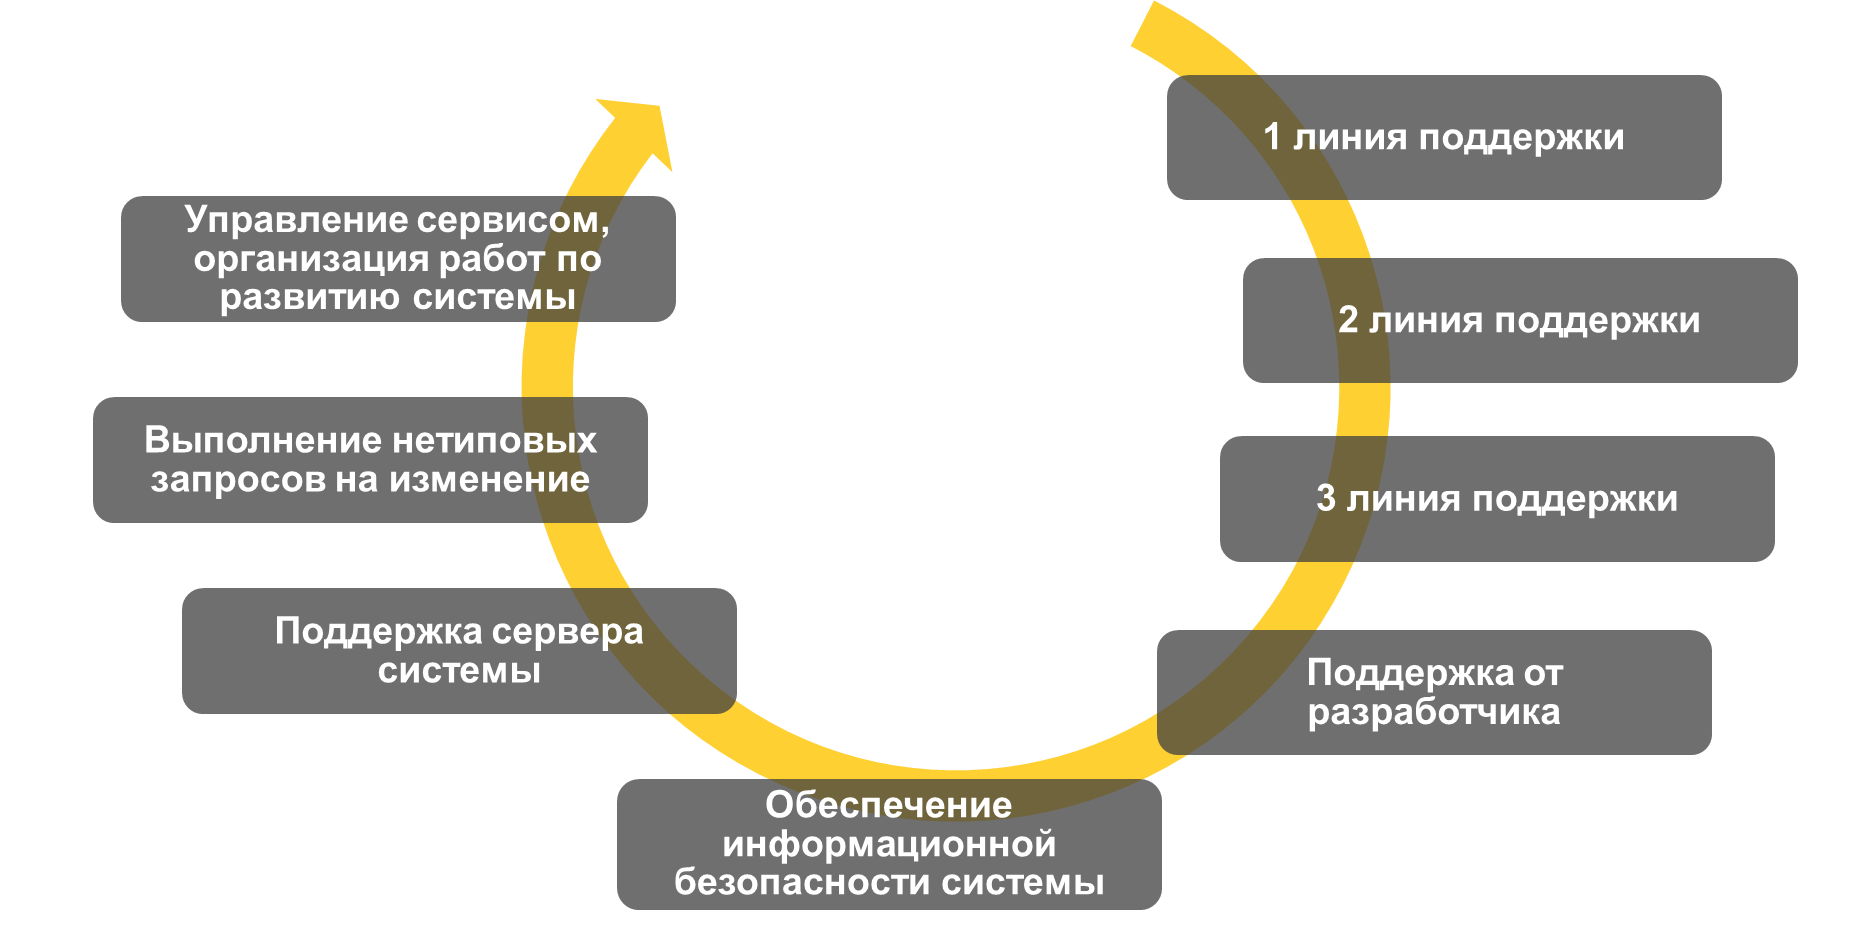 1 линия поддержки
2 линия поддержки
3 линия поддержки
Поддержка от
разработчика
Обеспечение
информационной
безопасности системы
Поддержка сервера
системы
Выполнение нетиповых
запросов на изменение
Управление сервисом,
организация работ по
развитию системы